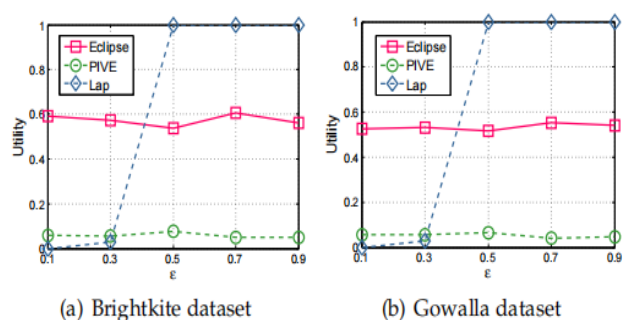 1
Eclipse
PIVE
Lap
0.8
0.6
0.4
0.2
0
Utility
0.1 0.3 0.5 0.7 0.9
ε
(a) Brightkite dataset
1
Eclipse
PIVE
Lap
0.8
0.6
0.4
0.2
0
Utility
0.1 0.3 0.5 0.7 0.9
ε
(b) Gowalla dataset